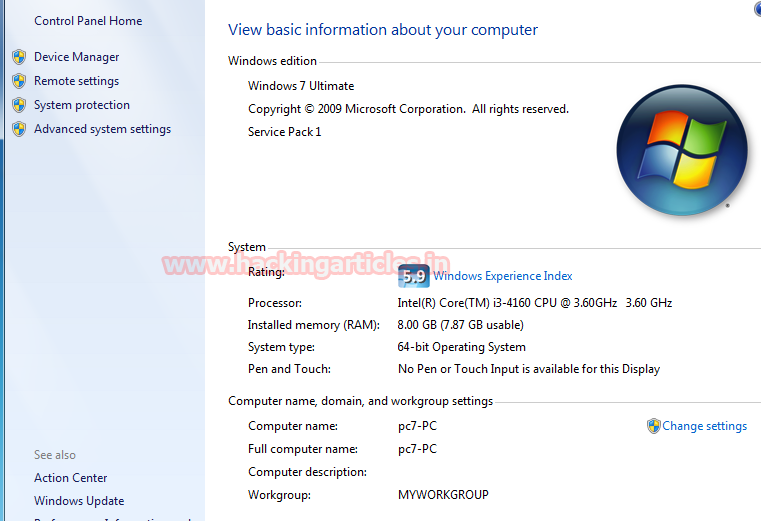 Control Panel Home
Device Manager
Remote settings
System protection
Advanced system settings
See also
Action Center
Windows Update
View basic information about your computer
Windows edition
Windows 7 Ultimate
Copyright © 2009 Microsoft Corporation. All rights reserved.
Service Pack 1
System
www.hackingarticles.in
Rating: 5,9 Windows Experience Index
Processor: Intel(R) Core(TM) i3-4160 CPU @ 3.60GHz 3.60 GHz
Installed memory (RAM): 8.00 GB (7.87 GB usable)
System type: 64-bit Operating System
Pen and Touch: No Pen or Touch Input is available for this Display
Computer name, domain, and workgroup settings
Computer name: pc7-PC Change settings
Full computer name: pc7-PC
Computer description:
Workgroup: MYWORKGROUP